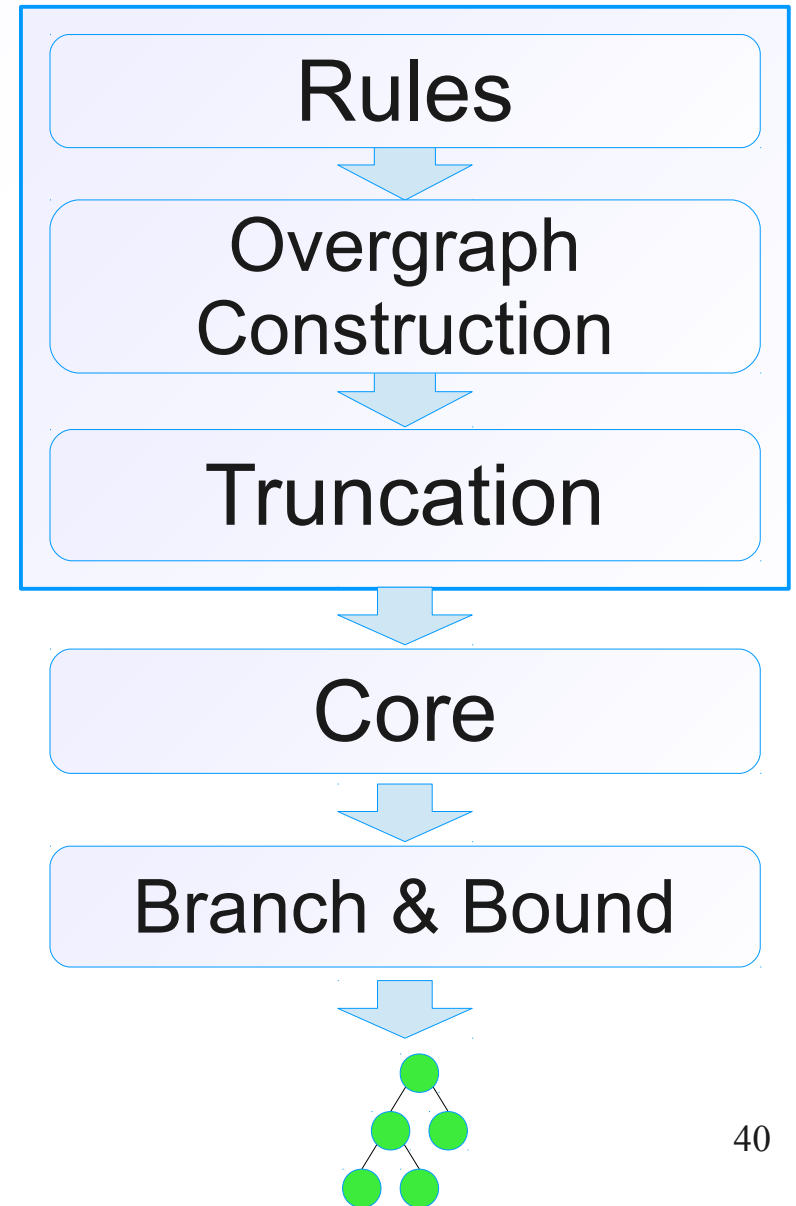 Rules
Overgraph
Construction
Truncation
Core
Branch & Bound
40